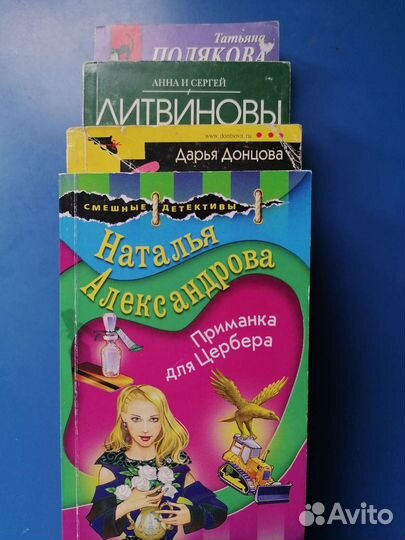 Татьяна
ПОЛЯКОВА
АННА И СЕРГЕЙ
ЛИТВИНОВЫ
www.dontsova.ru
Дарья Донцова
СМЕШНЫЕ ДЕТЕКТИВЫ
Наталья
Александрова
Приманка
для Цербера
Avito